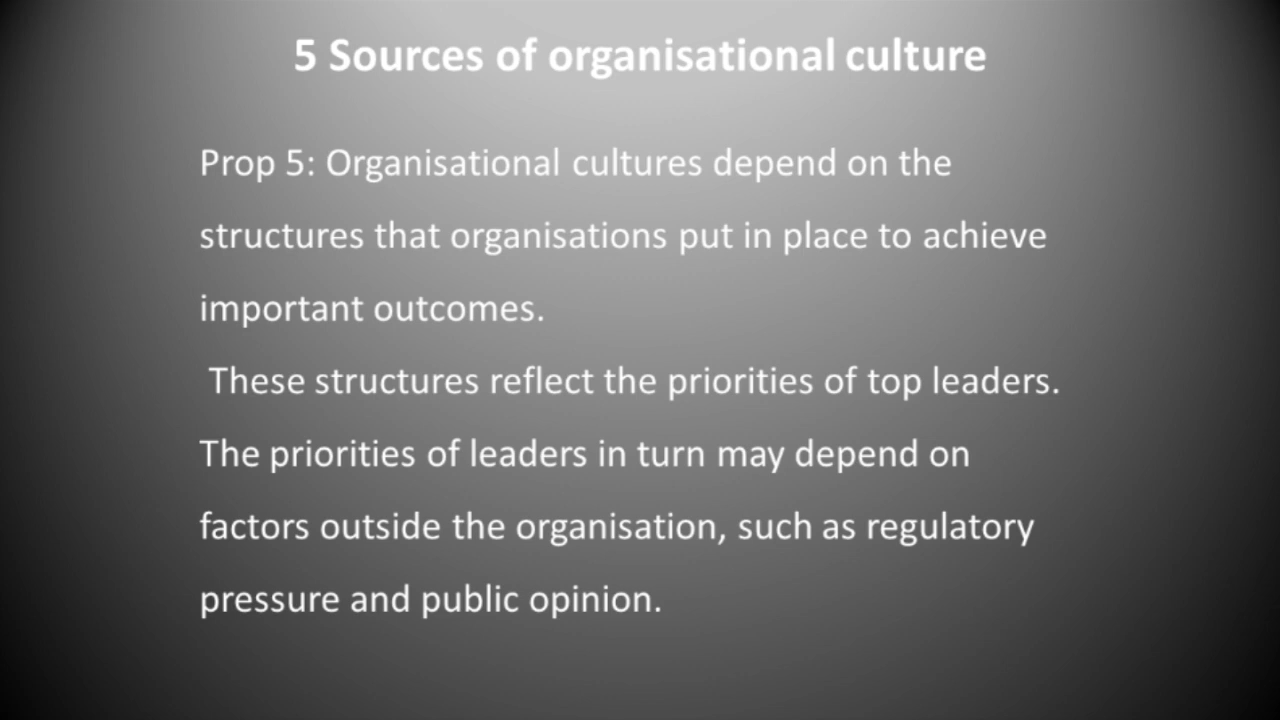 5 Sources of organisational culture
Prop 5: Organisational cultures depend on the
structures that organisations put in place to achieve
important outcomes.
These structures reflect the priorities of top leaders.
The priorities of leaders in turn may depend on
factors outside the organisation, such as regulatory
pressure and public opinion.